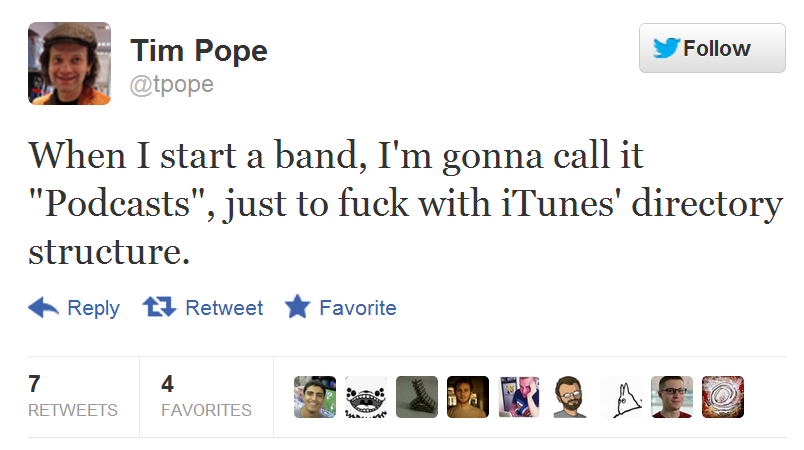 Tim Pope
@tpope
Follow
When I start a band, I'm gonna call it
"Podcasts", just to fuck with iTunes' directory
structure.
Reply Retweet Favorite
7 4
RETWEETS FAVORITES